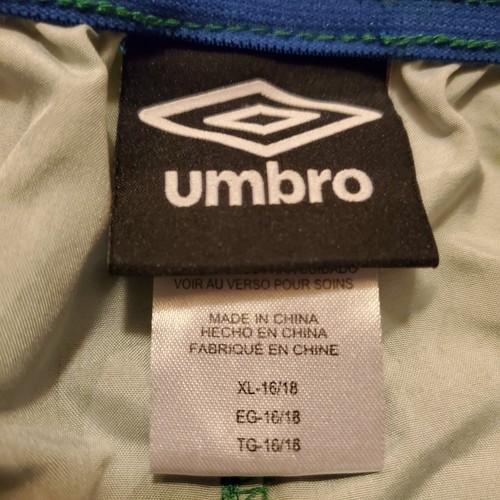 umbro
CUIDADO
VOIR AU VERSO POUR SOINS
MADE IN CHINA
HECHO EN CHINA
FABRIQUÉ EN CHINE
XL-16/18
EG-16/18
TG-16/18